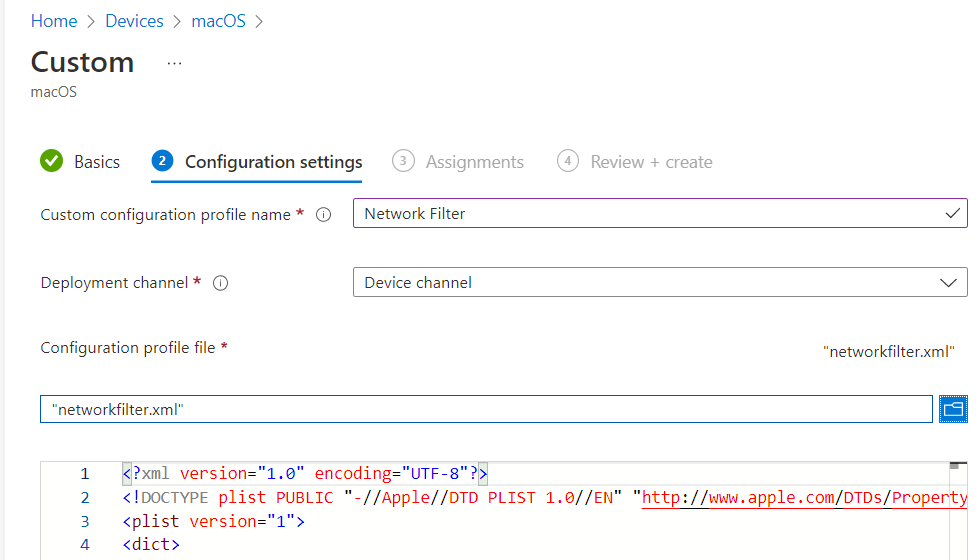 Home > Devices > macOS >
Custom ...
macOS
Basics 2 Configuration settings 3 Assignments 4 Review + create
Custom configuration profile name * Network Filter
Deployment channel * Device channel
Configuration profile file * "networkfilter.xml"
"networkfilter.xml"
1 <?xml version="1.0" encoding="UTF-8"?>
2 <!DOCTYPE plist PUBLIC "-//Apple//DTD PLIST 1.0//EN" "http://www.apple.com/DTDs/Property
3 <plist version="1">
4 <dict>